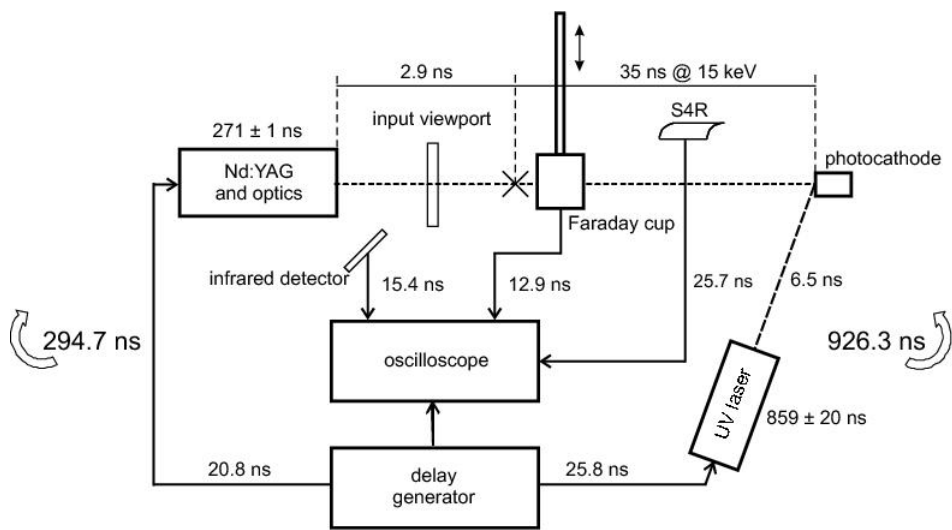 2.9 ns
35 ns @ 15 keV
S4R
271 ± 1 ns
input viewport
photocathode
Nd:YAG
and optics
Faraday cup
infrared detector
15.4 ns
12.9 ns
25.7 ns
6.5 ns
294.7 ns
926.3 ns
oscilloscope
UV laser
859 ± 20 ns
20.8 ns
delay
generator
25.8 ns